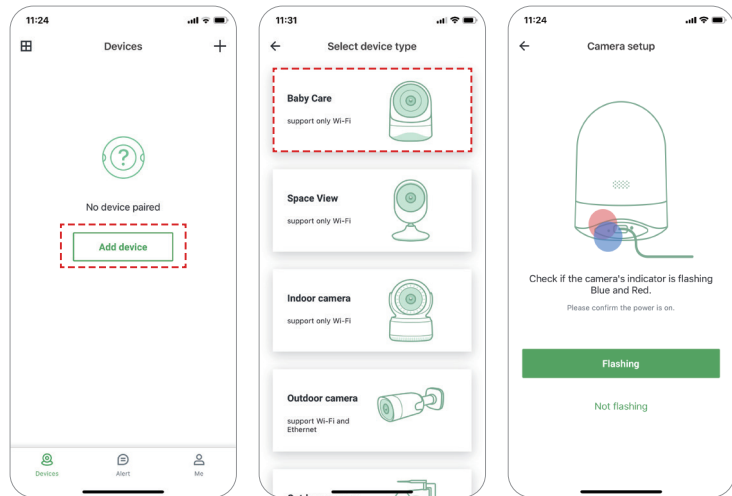 11:24
Devices
No device paired
Add device
Devices
Alert
Me
11:31
Select device type
Baby Care
support only Wi-Fi
Space View
support only Wi-Fi
Indoor camera
support only Wi-Fi
Outdoor camera
support Wi-Fi and
Ethernet
11:24
Camera setup
Check if the camera's indicator is flashing
Blue and Red.
Please confirm the power is on.
Flashing
Not flashing